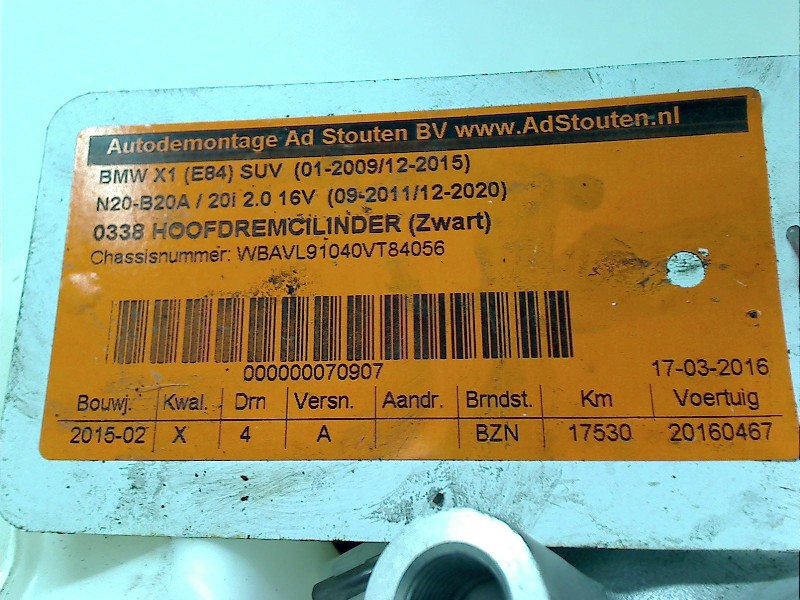 Autodemontage Ad Stouten BV www.AdStouten.nl
BMW X1 (E84) SUV (01-2009/12-2015)
N20-B20A / 20i 2.0 16V (09-2011/12-2020)
0338 HOOFDREMCILINDER (Zwart)
Chassisnummer: WBAVL91040VT84056
000000070907
17-03-2016
Bouwj. Kwal. Drn Versn. Aandr. Brndst. Km Voertuig
2015-02 X 4 A BZN 17530 20160467